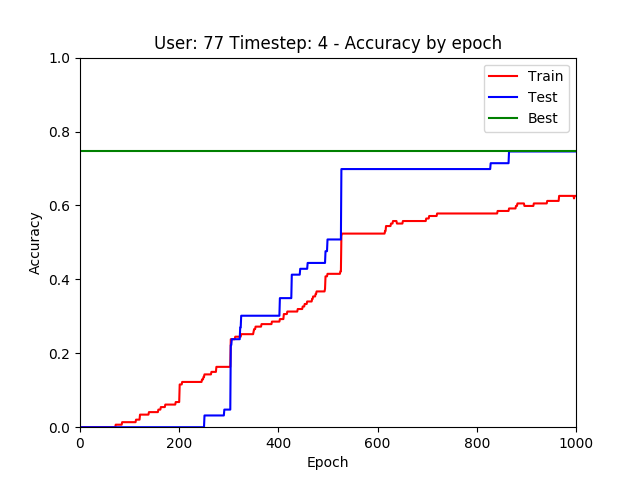 User: 77 Timestep: 4 - Accuracy by epoch
1.0
Train
Test
Best
0.8
0.6
Accuracy
0.4
0.2
0.0
0 200 400 600 800 1000
Epoch